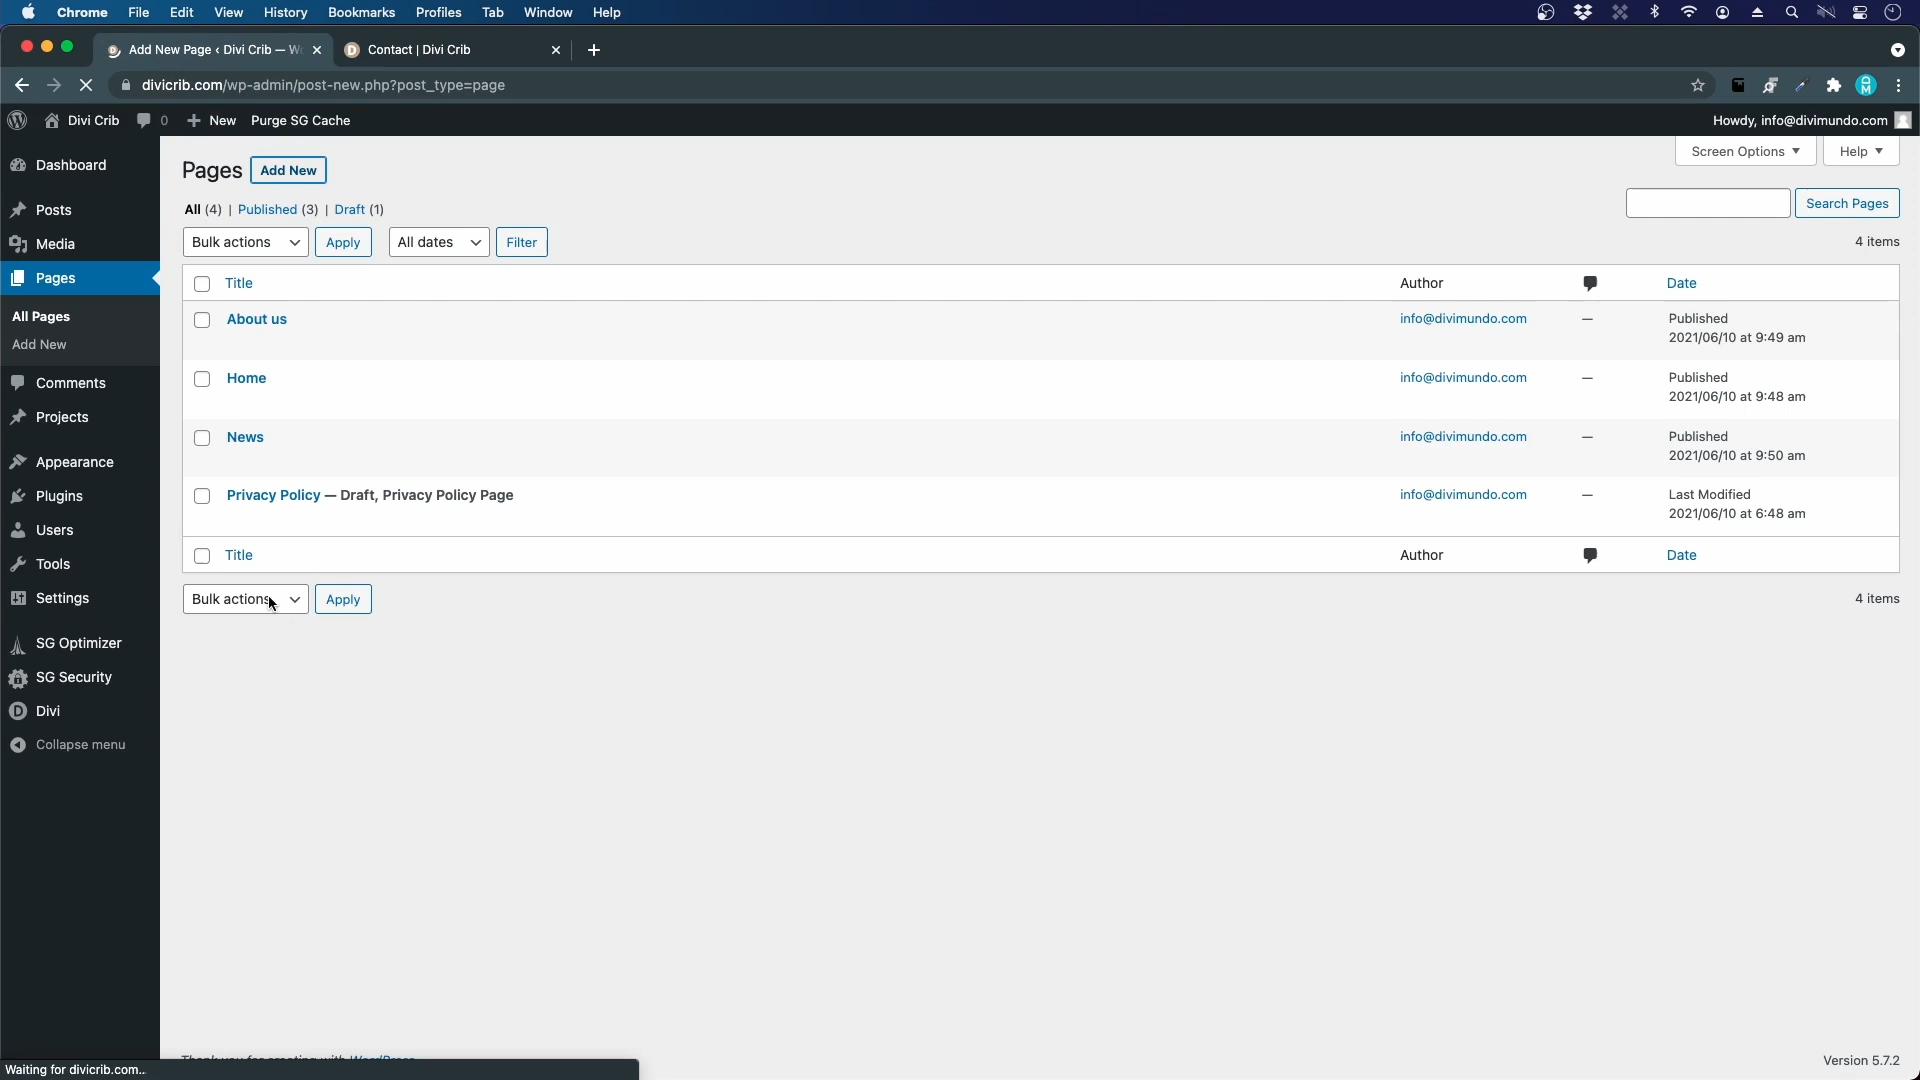 Chrome File Edit View History Bookmarks Profiles Tab Window Help
Add New Page ‹ Divi Crib — W
Contact | Divi Crib
divicrib.com/wp-admin/post-new.php?post_type=page
Divi Crib 0 New Purge SG Cache Howdy, info@divimundo.com
Dashboard
Posts
Media
Pages
All Pages
Add New
Comments
Projects
Appearance
Plugins
Users
Tools
Settings
SG Optimizer
SG Security
Divi
Collapse menu
Pages Add New
Screen Options Help
All (4) | Published (3) | Draft (1)
Search Pages
Bulk actions Apply All dates Filter 4 items
Title Author Date
About us info@divimundo.com — Published
2021/06/10 at 9:49 am
Home info@divimundo.com — Published
2021/06/10 at 9:48 am
News info@divimundo.com — Published
2021/06/10 at 9:50 am
Privacy Policy — Draft, Privacy Policy Page info@divimundo.com — Last Modified
2021/06/10 at 6:48 am
Title Author Date
Bulk actions Apply 4 items
Thank you for creating with WordPress Version 5.7.2
Waiting for divicrib.com...